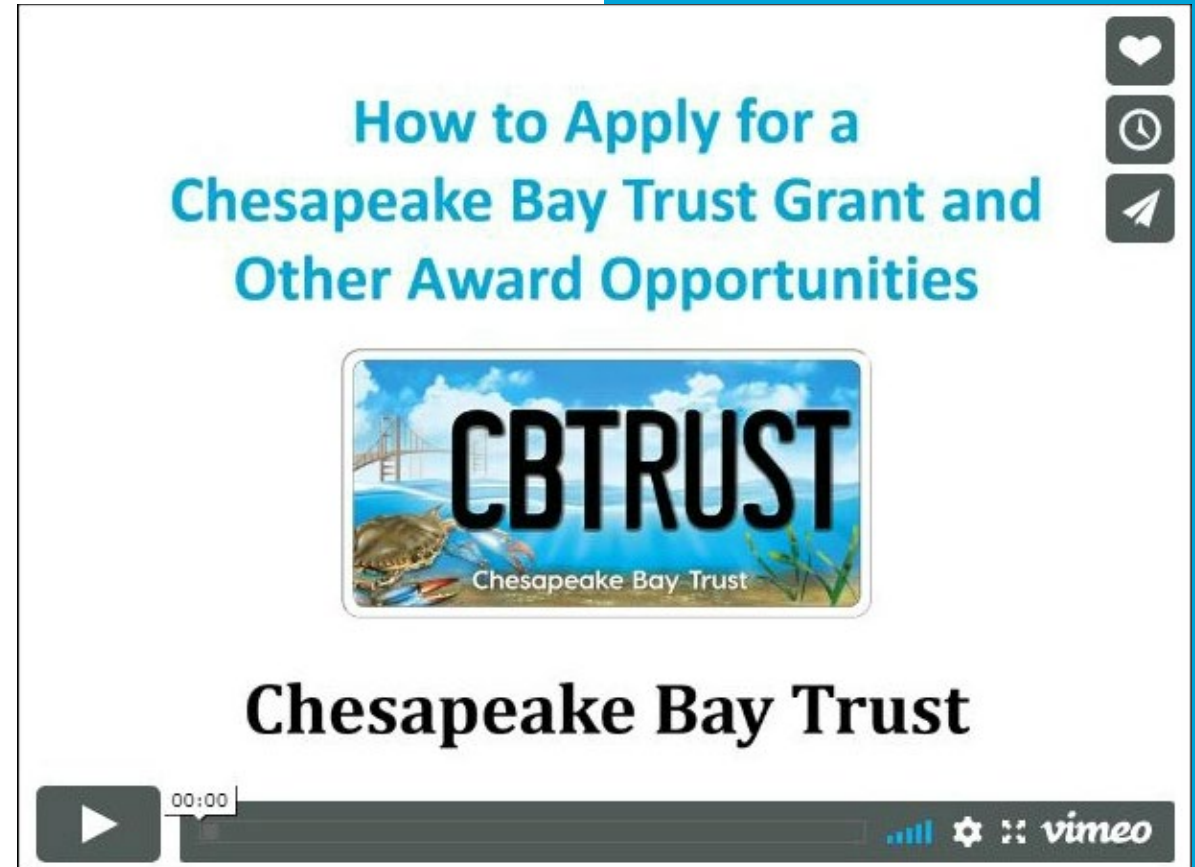 How to Apply for a
Chesapeake Bay Trust Grant and
Other Award Opportunities
CBTRUST
Chesapeake Bay Trust
Chesapeake Bay Trust
00:00
vimeo